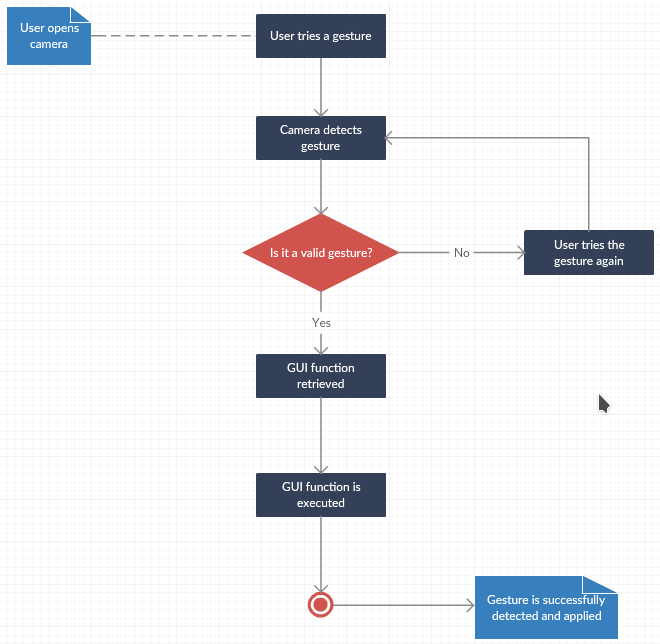 User opens
camera
User tries a gesture
Camera detects
gesture
Is it a valid gesture?
No
User tries the
gesture again
Yes
GUI function
retrieved
GUI function is
executed
Gesture is successfully
detected and applied